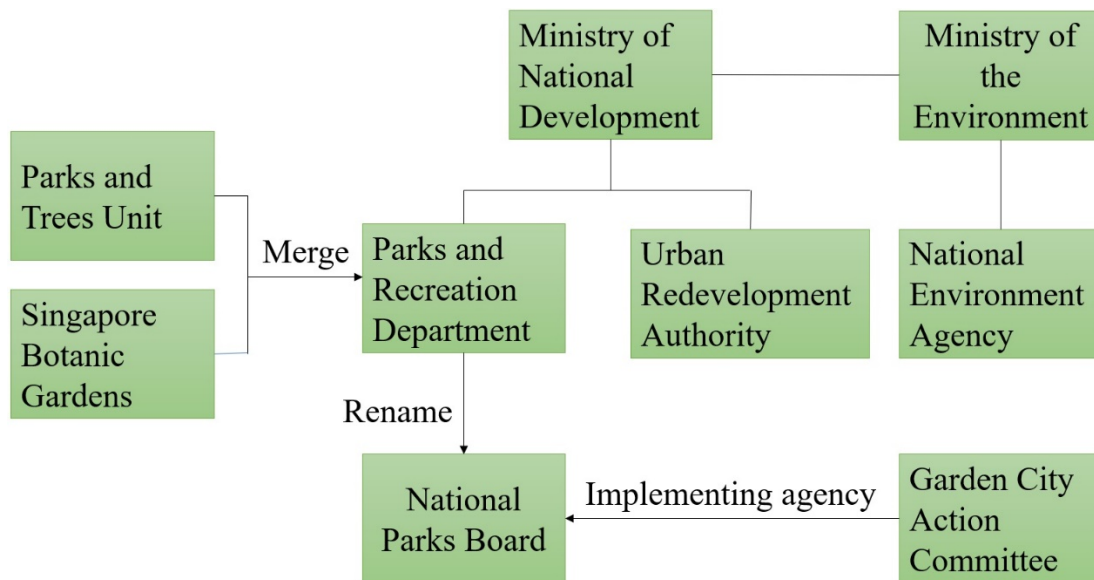 Ministry of
National
Development
Ministry of
the
Environment
Parks and
Trees Unit
Merge
Parks and
Recreation
Department
Urban
Redevelopment
Authority
National
Environment
Agency
Singapore
Botanic
Gardens
Rename
National
Parks Board
Implementing agency
Garden City
Action
Committee